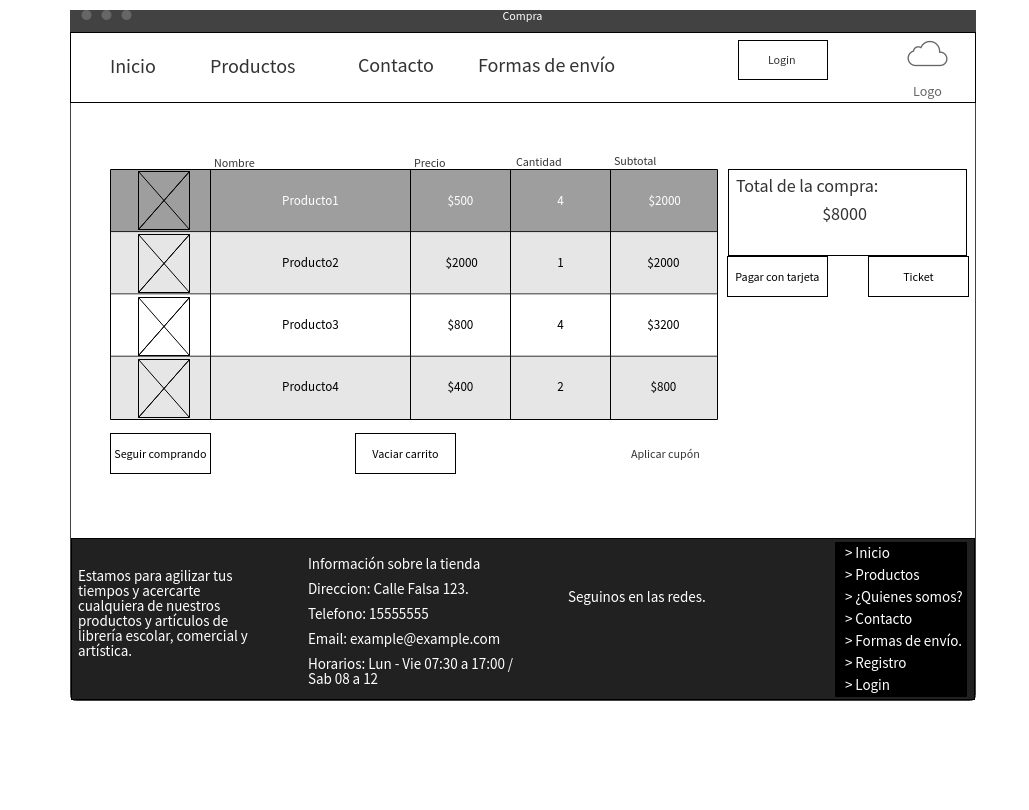 Compra
Inicio Productos Contacto Formas de envío Login
Logo
Nombre Precio Cantidad Subtotal
Producto1 $500 4 $2000
Producto2 $2000 1 $2000
Producto3 $800 4 $3200
Producto4 $400 2 $800
Total de la compra:
$8000
Pagar con tarjeta Ticket
Seguir comprando Vaciar carrito Aplicar cupón
Estamos para agilizar tus
tiempos y acercarte
cualquiera de nuestros
productos y artículos de
librería escolar, comercial y
artística.
Información sobre la tienda
Direccion: Calle Falsa 123.
Telefono: 15555555
Email: example@example.com
Horarios: Lun - Vie 07:30 a 17:00 /
Sab 08 a 12
Seguinos en las redes.
> Inicio
> Productos
> ¿Quienes somos?
> Contacto
> Formas de envío.
> Registro
> Login